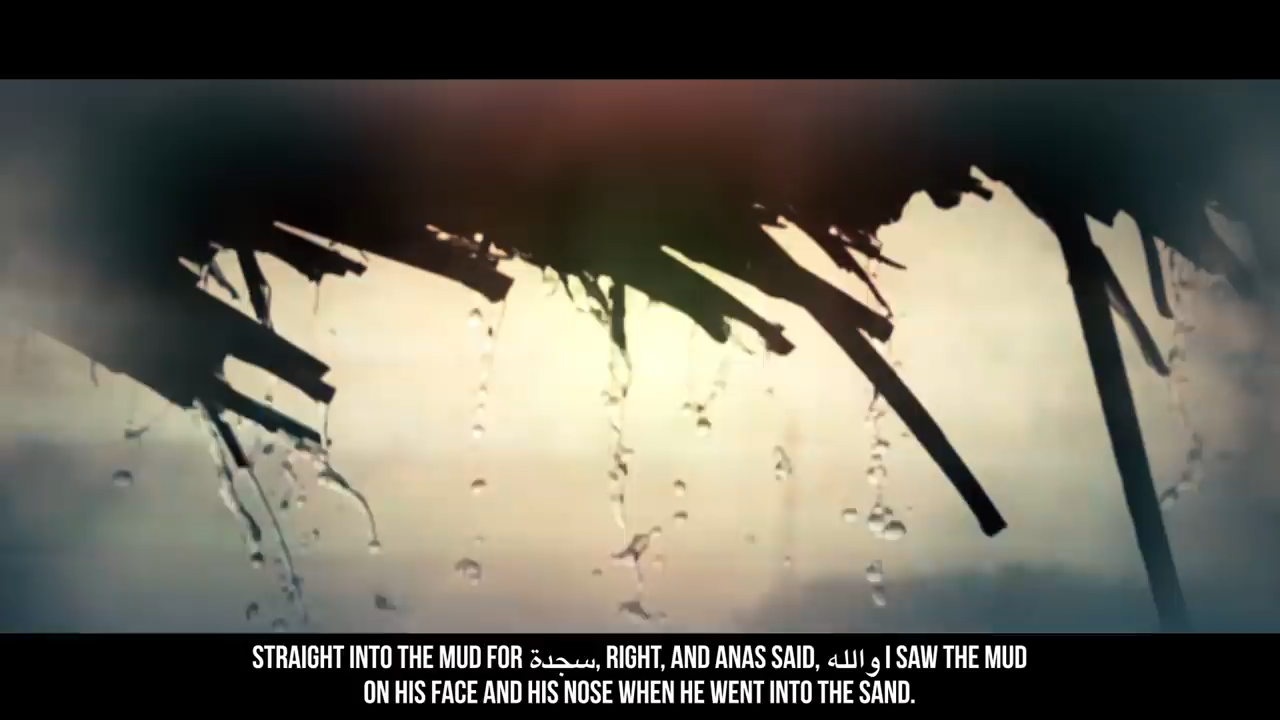 STRAIGHT INTO THE MUD FOR سجدة, RIGHT, AND ANAS SAID, والله I SAW THE MUD
ON HIS FACE AND HIS NOSE WHEN HE WENT INTO THE SAND.